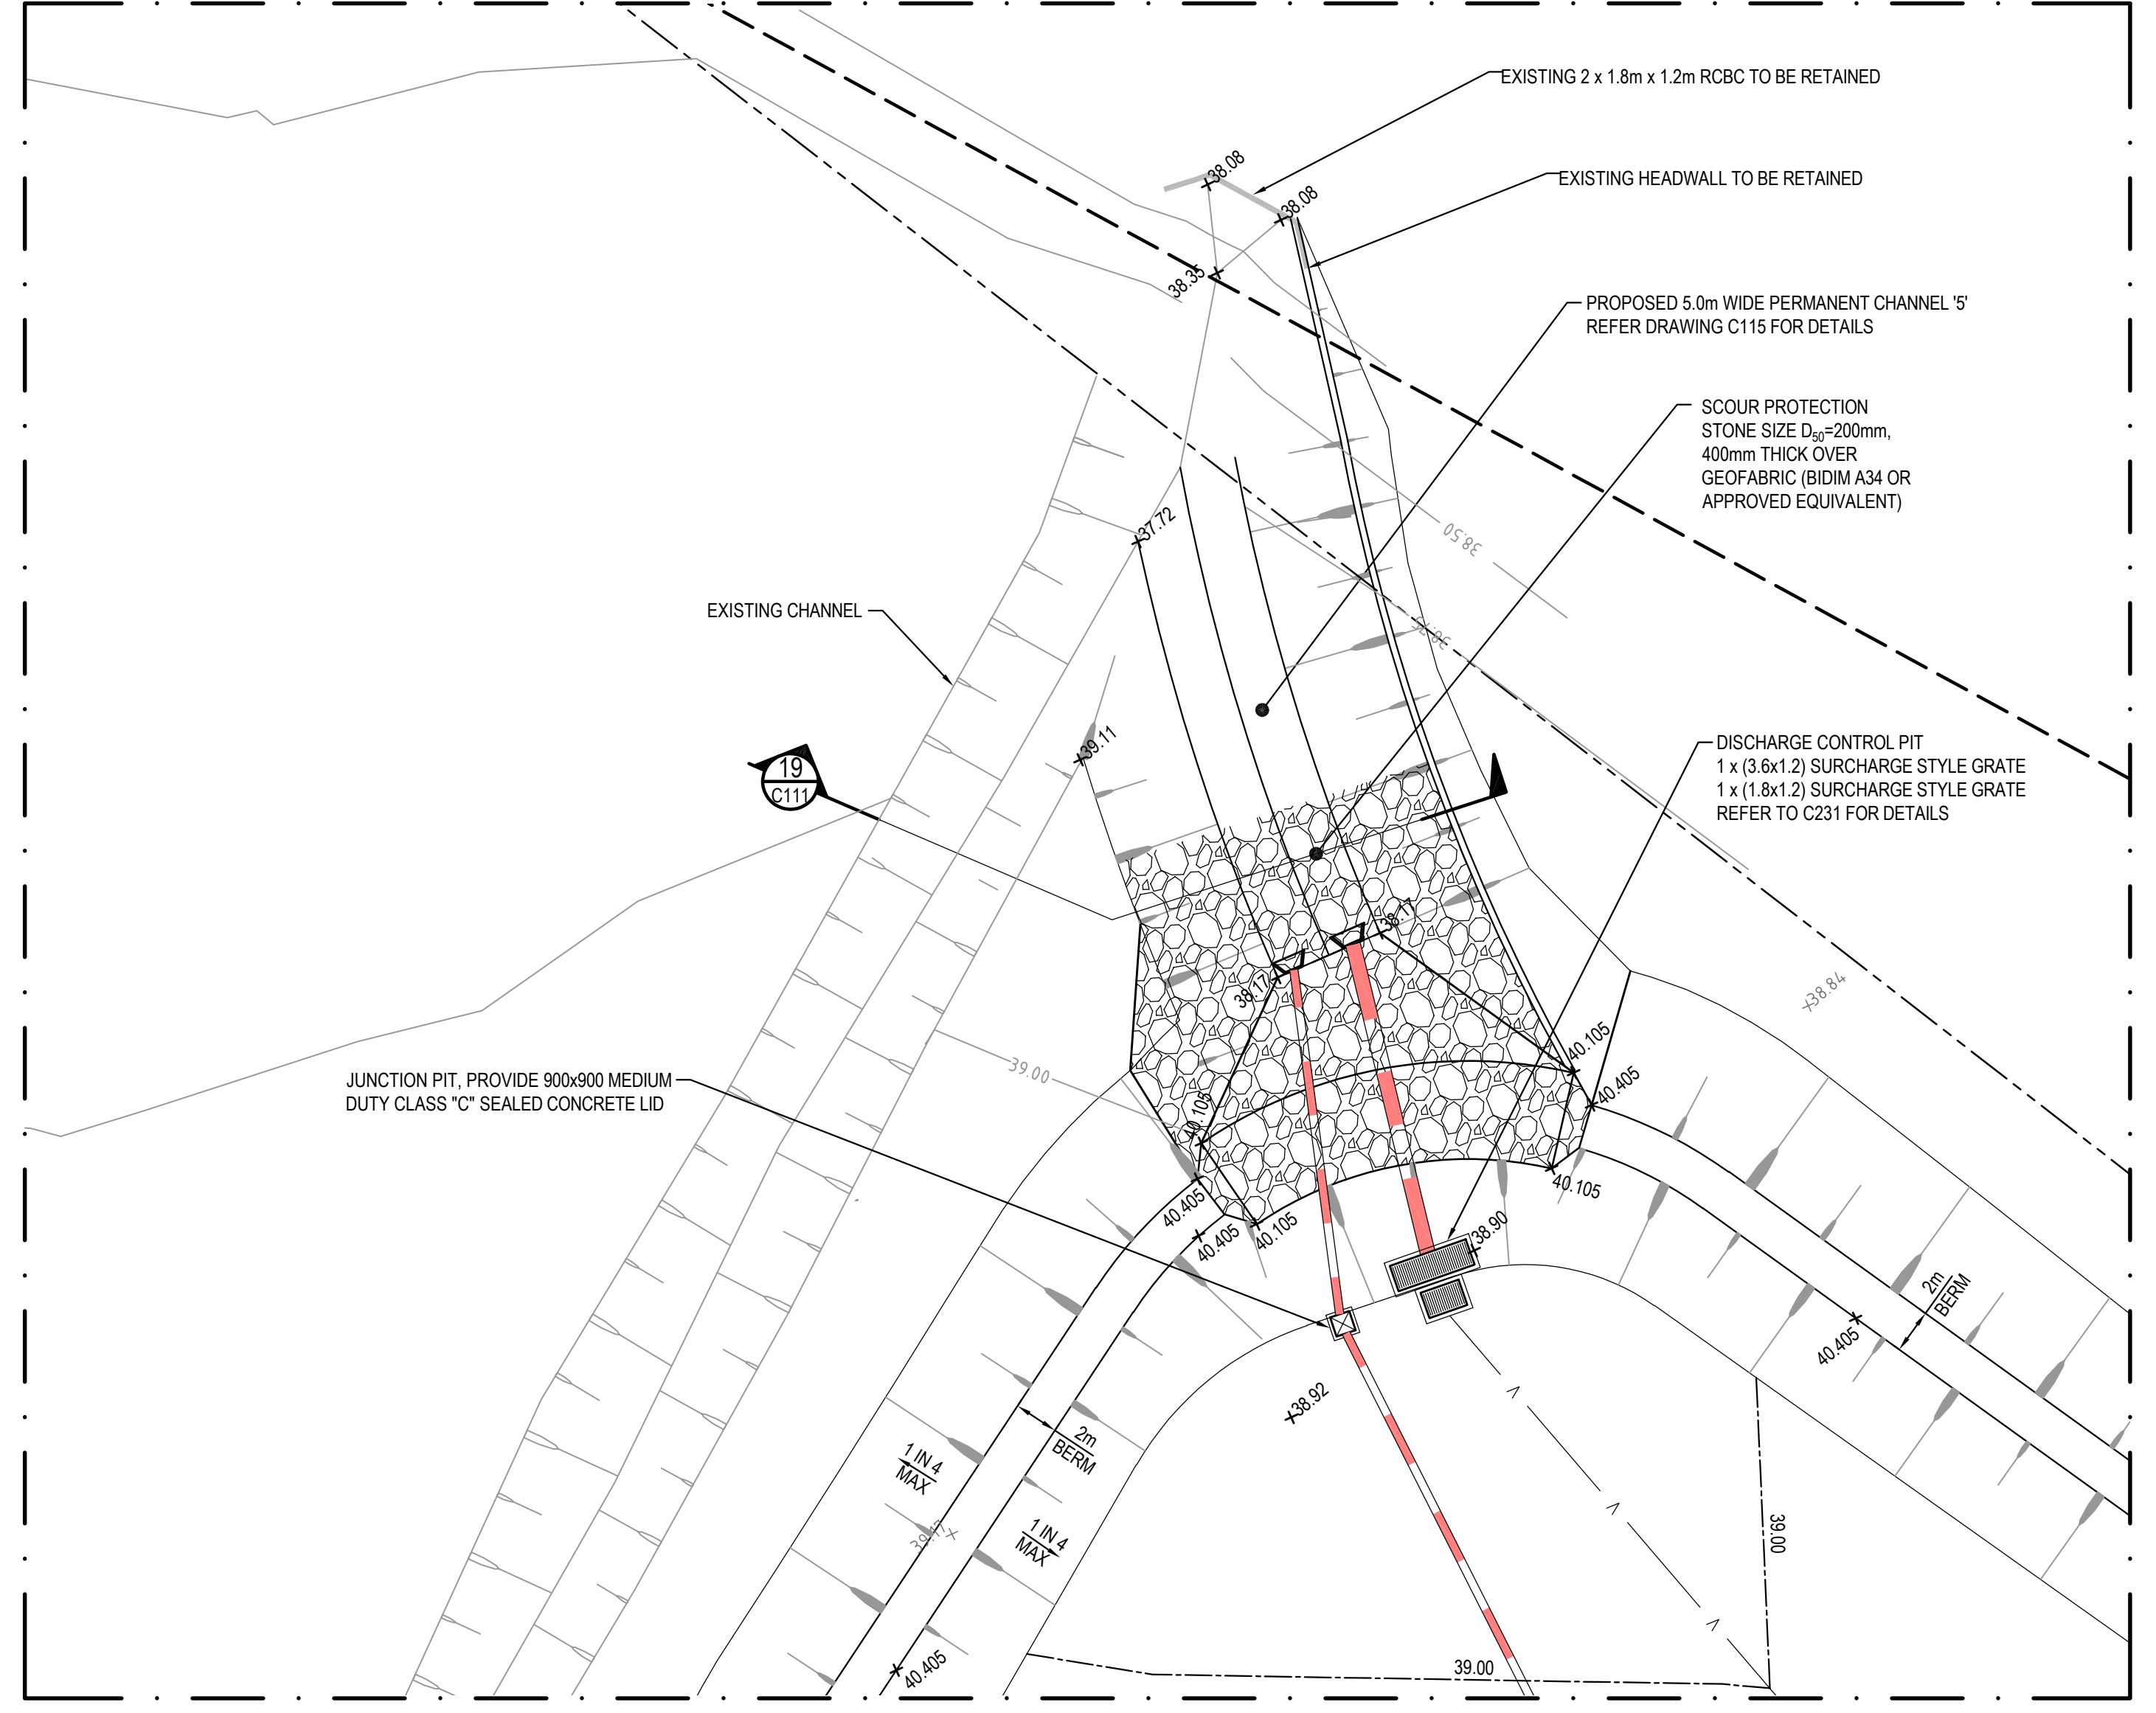 EXISTING 2 x 1.8m x 1.2m RCBC TO BE RETAINED
38.08
EXISTING HEADWALL TO BE RETAINED
38.08
38.35
PROPOSED 5.0m WIDE PERMANENT CHANNEL '5'
REFER DRAWING C115 FOR DETAILS
SCOUR PROTECTION
STONE SIZE D50=200mm,
400mm THICK OVER
GEOFABRIC (BIDIM A34 OR
APPROVED EQUIVALENT)
37.72
38.50
EXISTING CHANNEL
38.75
39.11
19
C111
DISCHARGE CONTROL PIT
1 x (3.6x1.2) SURCHARGE STYLE GRATE
1 x (1.8x1.2) SURCHARGE STYLE GRATE
REFER TO C231 FOR DETAILS
38.17
38.17
38.84
40.105
39.00
40.405
JUNCTION PIT, PROVIDE 900x900 MEDIUM
DUTY CLASS "C" SEALED CONCRETE LID
40.105
40.105
40.405
40.405
40.105
38.90
2m
BERM
40.405
38.92
2m
BERM
1 IN 4
MAX
1 IN 4
MAX
39.47
39.00
40.405
39.00